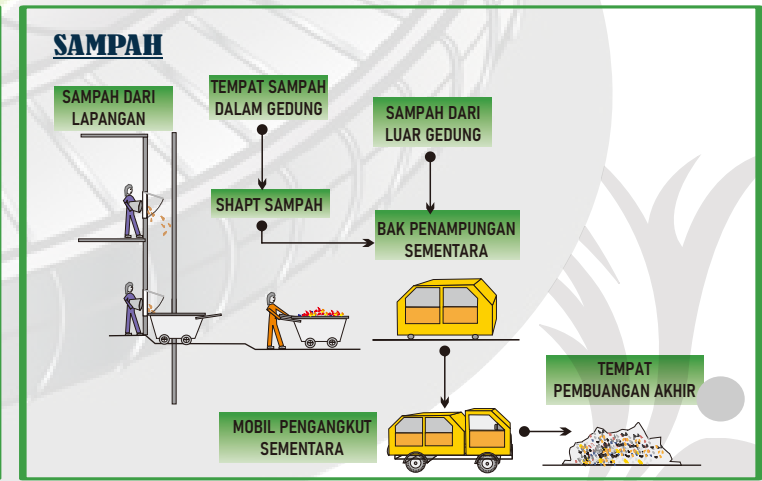 SAMPAH
SAMPAH DARI
LAPANGAN
TEMPAT SAMPAH
DALAM GEDUNG
SAMPAH DARI
LUAR GEDUNG
SHAPT SAMPAH
BAK PENAMPUNGAN
SEMENTARA
TEMPAT
PEMBUANGAN AKHIR
MOBIL PENGANGKUT
SEMENTARA